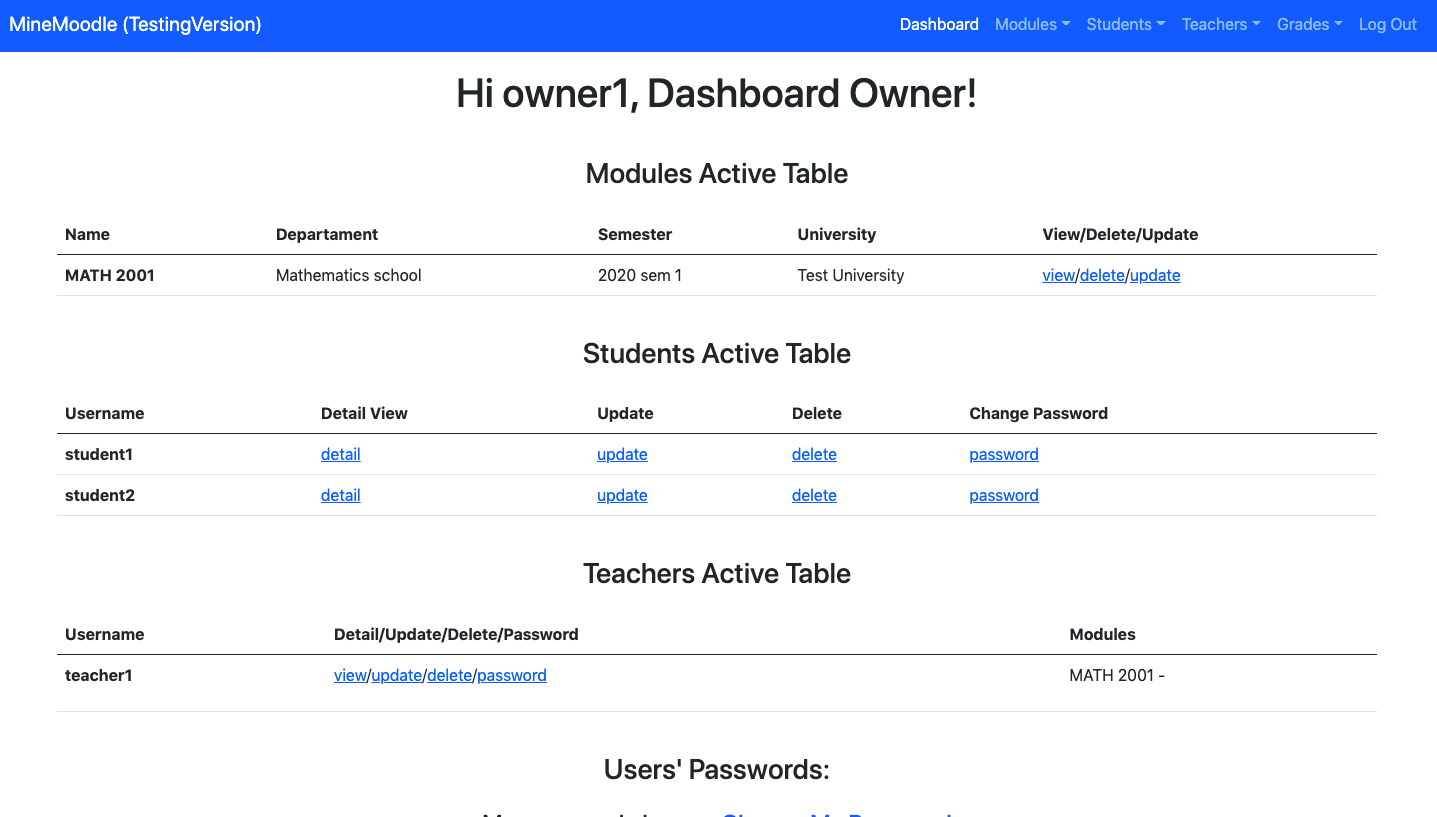 MineMoodle (TestingVersion) Dashboard Modules Students Teachers Grades Log Out
Hi owner1, Dashboard Owner!
Modules Active Table
Name Departament Semester University View/Delete/Update
MATH 2001 Mathematics school 2020 sem 1 Test University view/delete/update
Students Active Table
Username Detail View Update Delete Change Password
student1 detail update delete password
student2 detail update delete password
Teachers Active Table
Username Detail/Update/Delete/Password Modules
teacher1 view/update/delete/password MATH 2001 -
Users' Passwords: